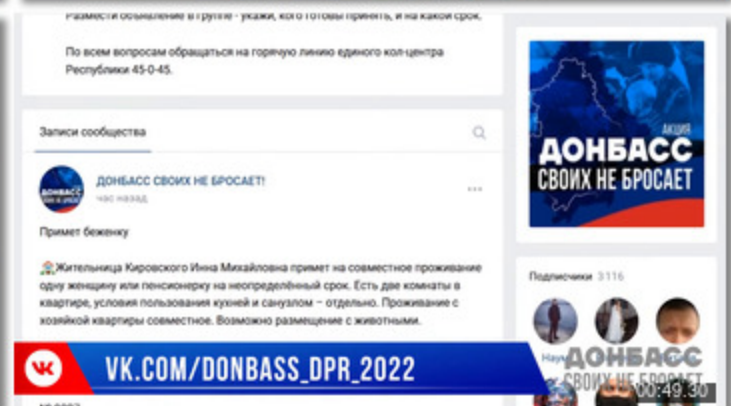 Разместил объявление в группе - укажи, кого готовы принять, и на какой срок.
По всем вопросам обращаться на горячую линию единого кол-центра
Республики 45-0-45.
Записи сообщества
ДОНБАСС СВОИХ НЕ БРОСАЕТ!
час назад
Примет беженку
Жительница Кировского Инна Михайловна примет на совместное проживание
одну женщину или пенсионерку на неопределённый срок. Есть две комнаты в
квартире, условия пользования кухней и санузлом – отдельно. Проживание с
хозяйкой квартиры совместное. Возможно размещение с животными.
VK.COM/DONBASS_DPR_2022
АКЦИЯ
ДОНБАСС
СВОИХ НЕ БРОСАЕТ
Подписчики 3 116
Наум
ДОНБАСС
СВОИХ НЕ БРОСАЕТ
00:49.30